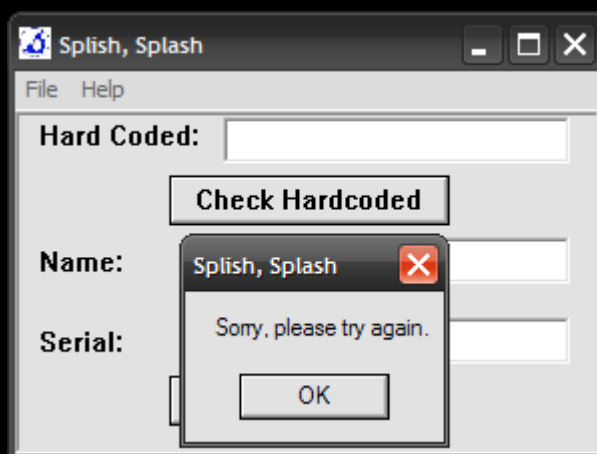 Splish, Splash
File Help
Hard Coded:
Check Hardcoded
Name:
Splish, Splash
Sorry, please try again.
Serial:
OK